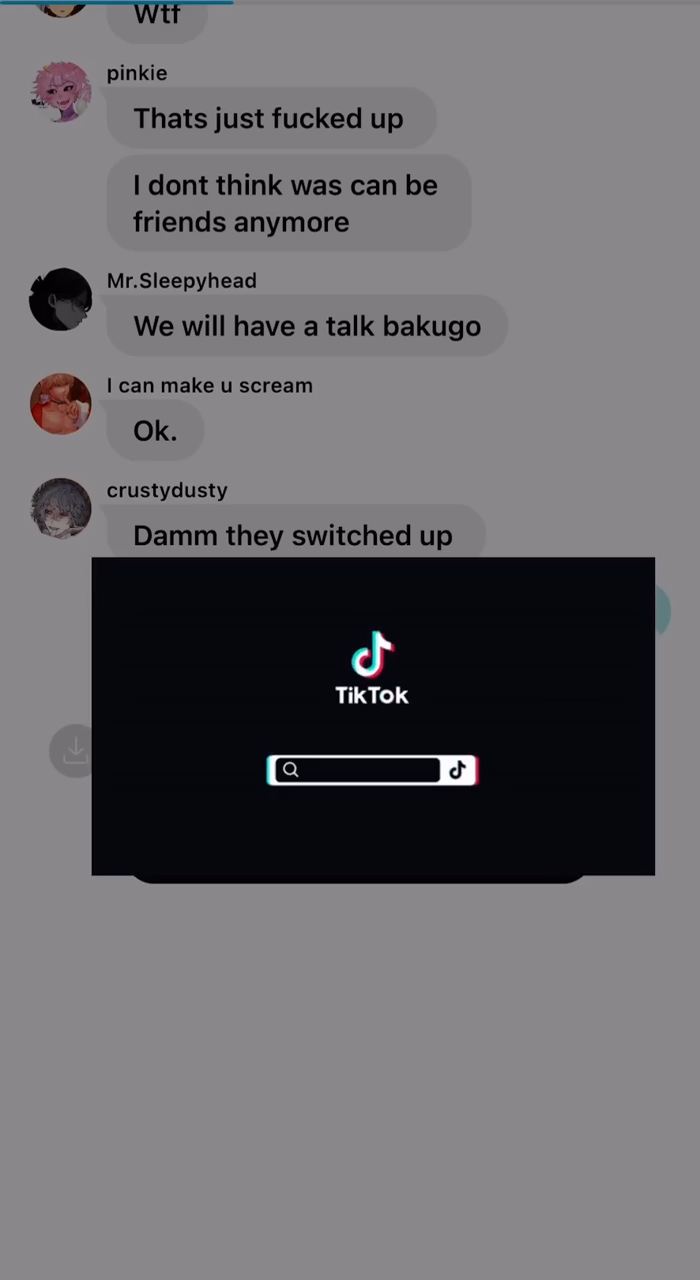 Wtf
pinkie
Thats just fucked up
I dont think was can be
friends anymore
Mr.Sleepyhead
We will have a talk bakugo
I can make u scream
Ok.
crustydusty
Damm they switched up
TikTok